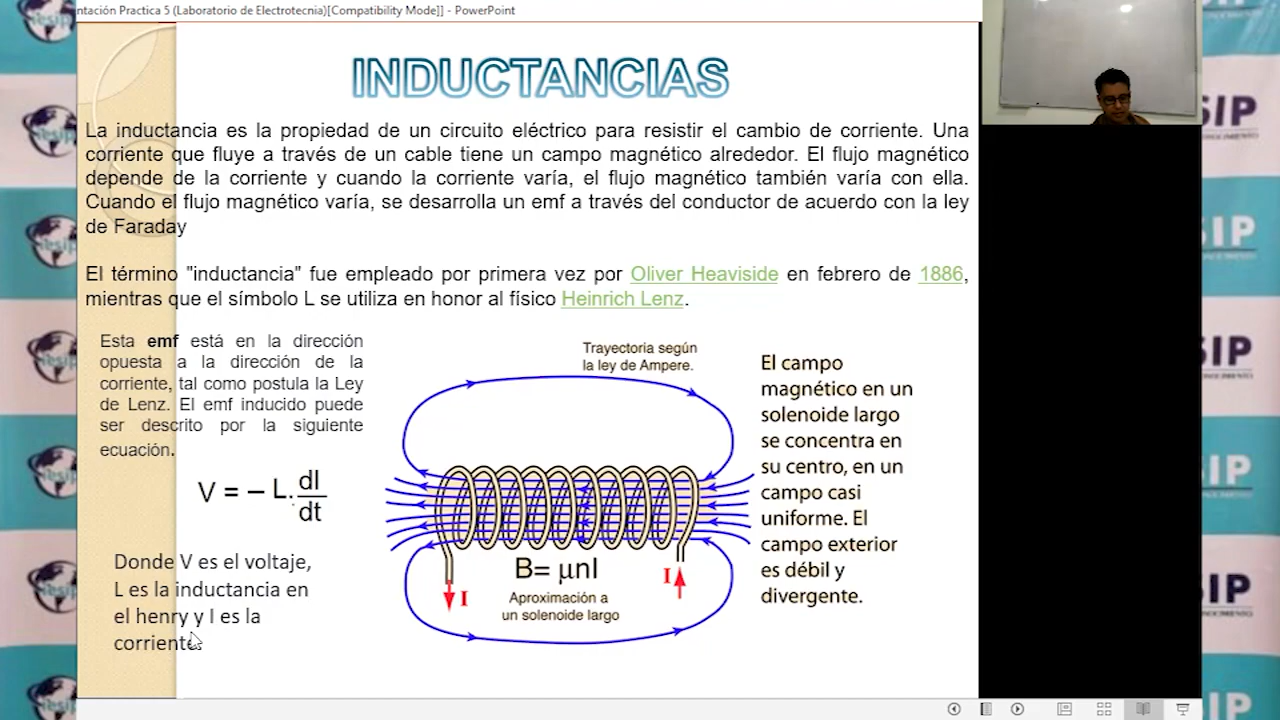 ntación Practica 5 (Laboratorio de Electrotecnia)[Compatibility Mode]] - PowerPoint
INDUCTANCIAS
La inductancia es la propiedad de un circuito eléctrico para resistir el cambio de corriente. Una
corriente que fluye a través de un cable tiene un campo magnético alrededor. El flujo magnético
depende de la corriente y cuando la corriente varía, el flujo magnético también varía con ella.
Cuando el flujo magnético varía, se desarrolla un emf a través del conductor de acuerdo con la ley
de Faraday
El término "inductancia" fue empleado por primera vez por Oliver Heaviside en febrero de 1886,
mientras que el símbolo L se utiliza en honor al físico Heinrich Lenz.
Esta emf está en la dirección
opuesta a la dirección de la
corriente, tal como postula la Ley
de Lenz. El emf inducido puede
ser descrito por la siguiente
ecuación.
V = – L. dI
dt
Donde V es el voltaje,
L es la inductancia en
el henry y I es la
corriente
Trayectoria según
la ley de Ampere.
I
I
B= µnI
Aproximación a
un solenoide largo
El campo
magnético en un
solenoide largo
se concentra en
su centro, en un
campo casi
uniforme. El
campo exterior
es débil y
divergente.
SIP
SIP
SIP
SIP
SIP
SIP